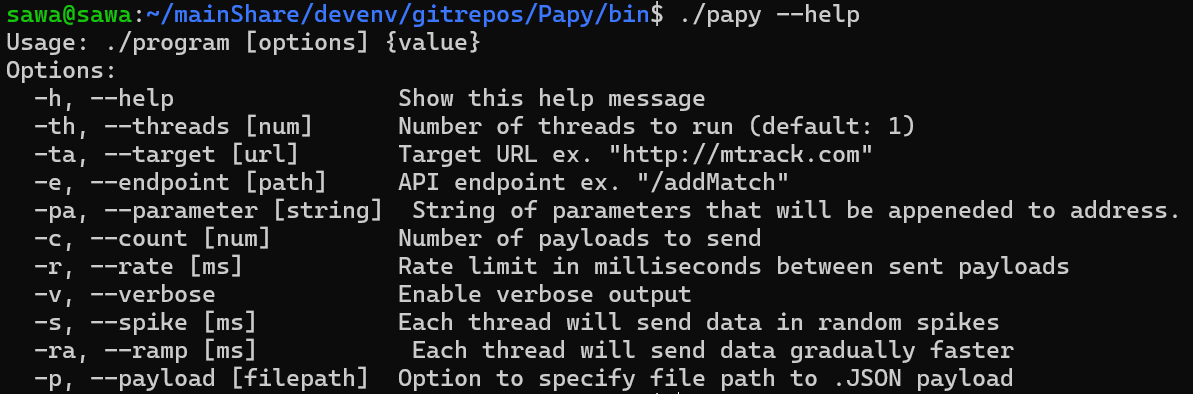 sawa@sawa:~/mainShare/devenv/gitrepos/Papy/bin$ ./papy --help
Usage: ./program [options] {value}
Options:
  -h, --help                Show this help message
  -th, --threads [num]      Number of threads to run (default: 1)
  -ta, --target [url]       Target URL ex. "http://mtrack.com"
  -e, --endpoint [path]     API endpoint ex. "/addMatch"
  -pa, --parameter [string]  String of parameters that will be appeneded to address.
  -c, --count [num]         Number of payloads to send
  -r, --rate [ms]           Rate limit in milliseconds between sent payloads
  -v, --verbose             Enable verbose output
  -s, --spike [ms]          Each thread will send data in random spikes
  -ra, --ramp [ms]           Each thread will send data gradually faster
  -p, --payload [filepath]  Option to specify file path to .JSON payload